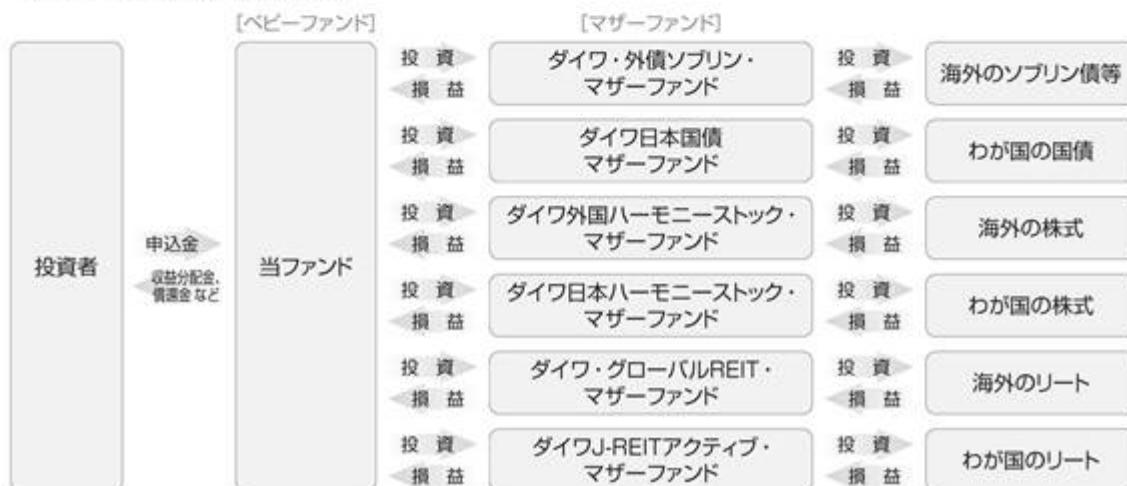 [ベビーファンド]
[マザーファンド]
投資者
申込金
収益分配金、
償還金 など
当ファンド
投 資
損 益
ダイワ・外債ソブリン・
マザーファンド
投 資
損 益
海外のソブリン債等
投 資
損 益
ダイワ日本国債
マザーファンド
投 資
損 益
わが国の国債
投 資
損 益
ダイワ外国ハーモニーストック・
マザーファンド
投 資
損 益
海外の株式
投 資
損 益
ダイワ日本ハーモニーストック・
マザーファンド
投 資
損 益
わが国の株式
投 資
損 益
ダイワ・グローバルREIT・
マザーファンド
投 資
損 益
海外のリート
投 資
損 益
ダイワJ-REITアクティブ・
マザーファンド
投 資
損 益
わが国のリート